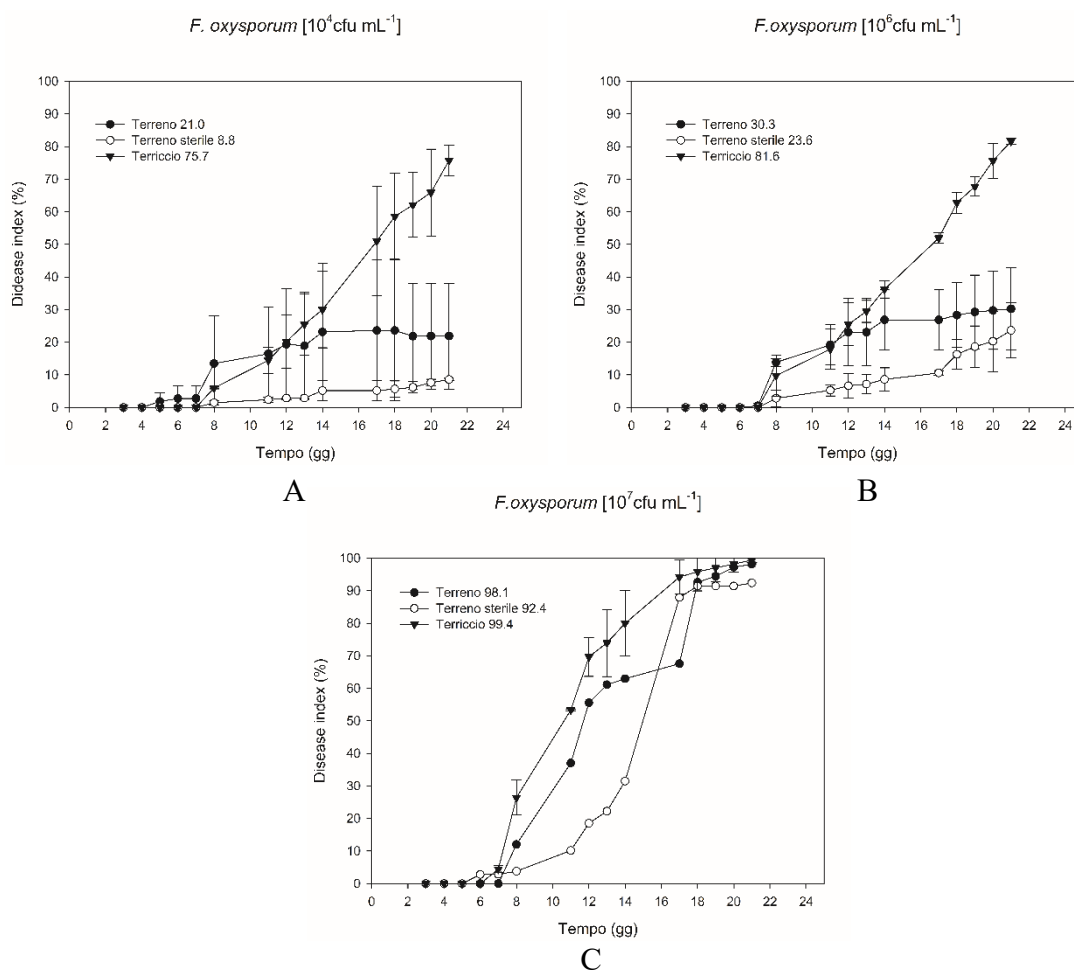 F. oxysporum [10⁴cfu mL⁻¹]
100
90
80
70
60
50
40
30
20
10
0
Didease index (%)
Terreno 21.0
Terreno sterile 8.8
Terriccio 75.7
0 2 4 6 8 10 12 14 16 18 20 22 24
Tempo (gg)
A
F.oxysporum [10⁶cfu mL⁻¹]
100
90
80
70
60
50
40
30
20
10
0
Disease index (%)
Terreno 30.3
Terreno sterile 23.6
Terriccio 81.6
0 2 4 6 8 10 12 14 16 18 20 22 24
Tempo (gg)
B
F.oxysporum [10⁷cfu mL⁻¹]
100
90
80
70
60
50
40
30
20
10
0
Disease index (%)
Terreno 98.1
Terreno sterile 92.4
Terriccio 99.4
0 2 4 6 8 10 12 14 16 18 20 22 24
Tempo (gg)
C